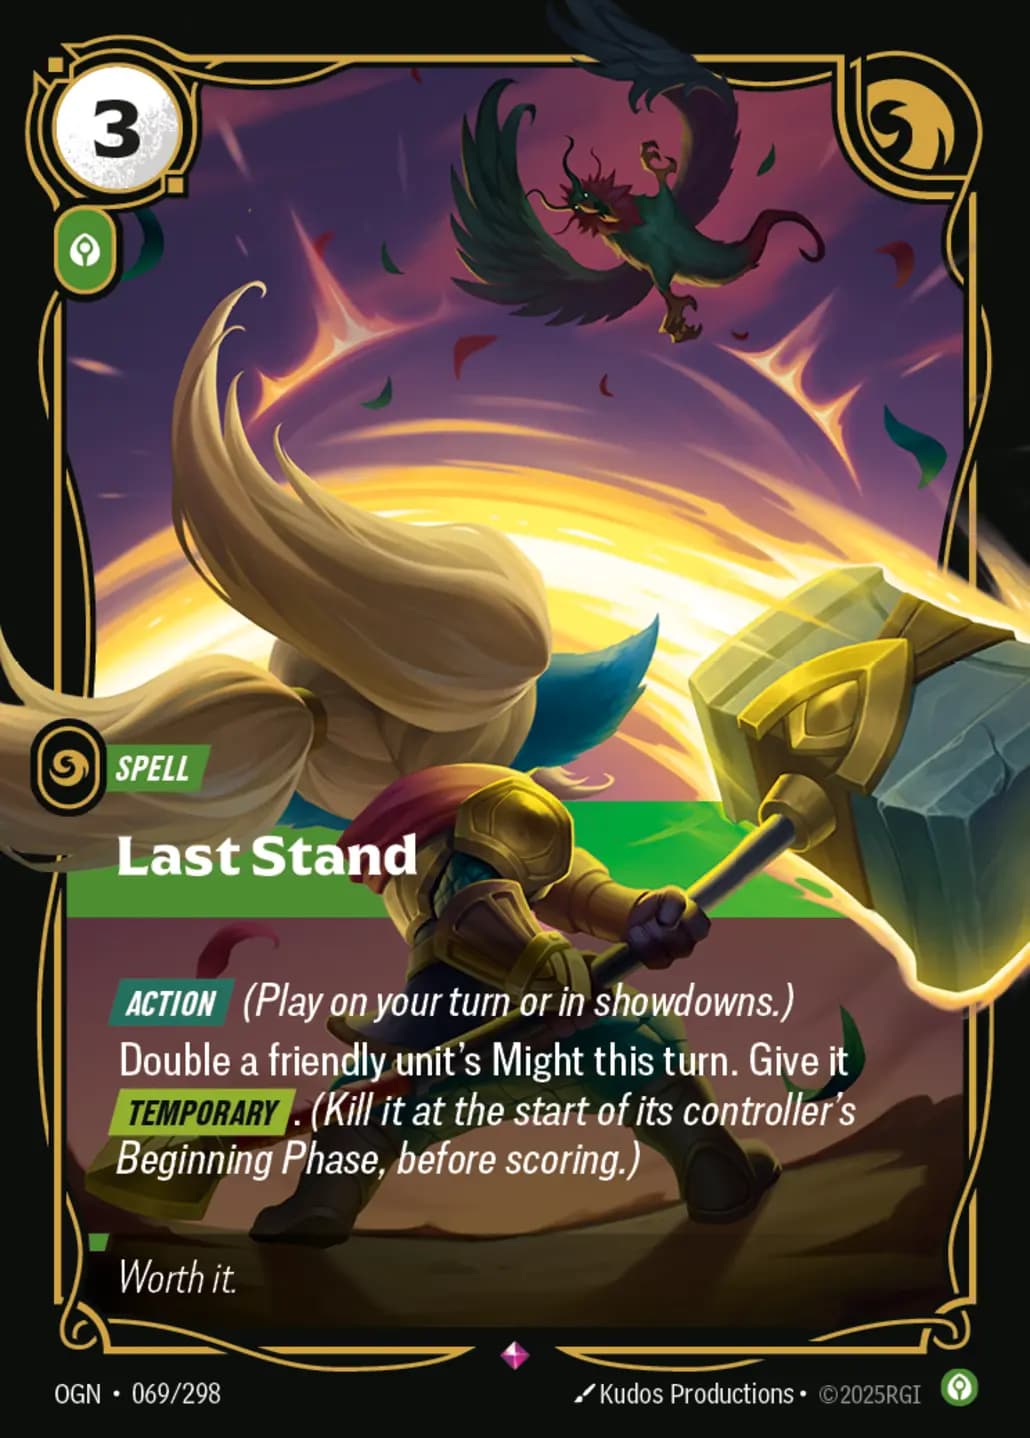 3
SPELL
Last Stand
ACTION (Play on your turn or in showdowns.)
Double a friendly unit's Might this turn. Give it
TEMPORARY. (Kill it at the start of its controller's
Beginning Phase, before scoring.)
Worth it.
OGN • 069/298
Kudos Productions • ©2025RGI